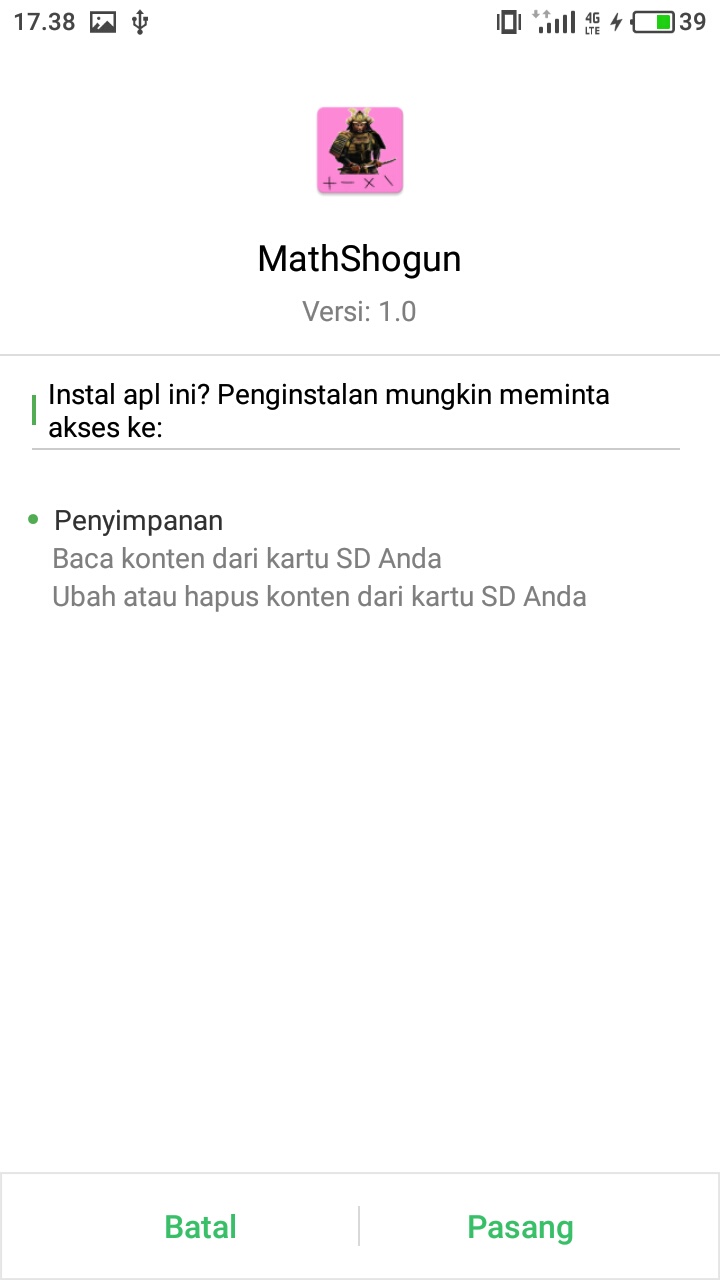 17.38
4G
LTE
39
+ − × \
MathShogun
Versi: 1.0
Instal apl ini? Penginstalan mungkin meminta
akses ke:
Penyimpanan
Baca konten dari kartu SD Anda
Ubah atau hapus konten dari kartu SD Anda
Batal
Pasang